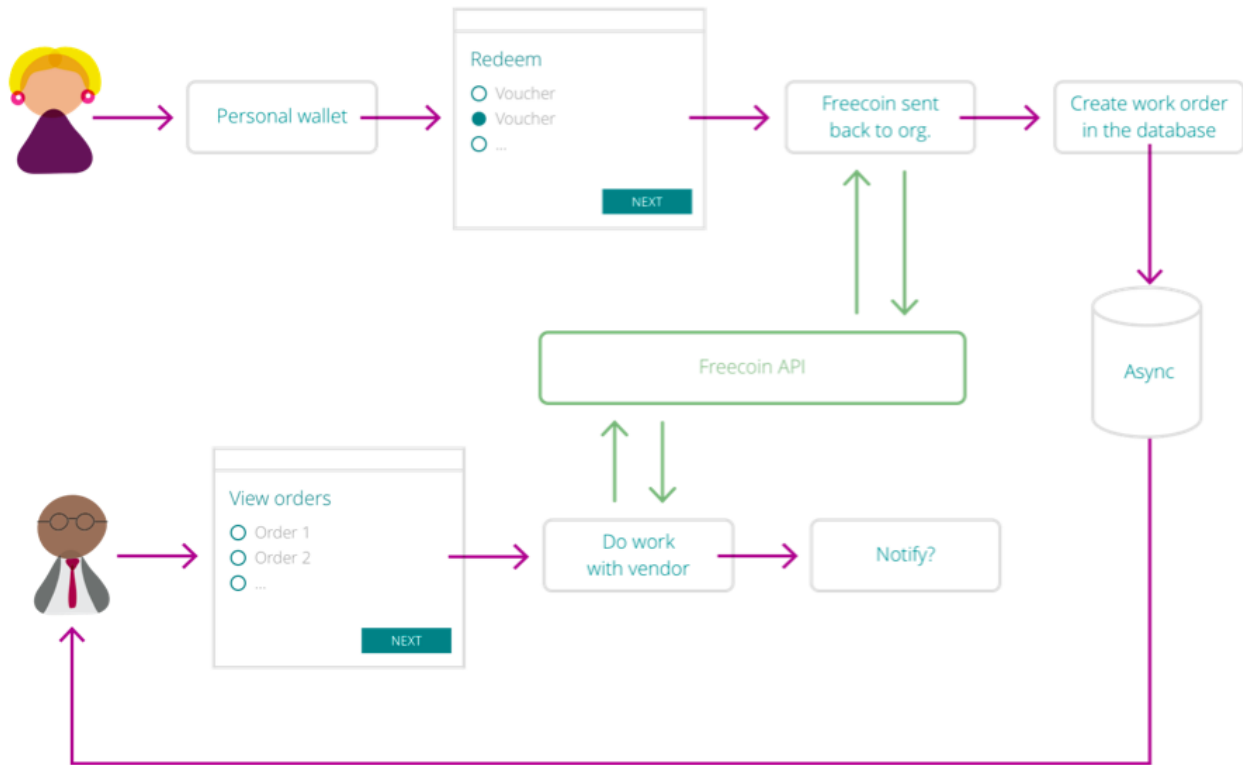 Redeem
Voucher
Personal wallet
Voucher
...
NEXT
Freecoin sent
back to org.
Create work order
in the database
Freecoin API
Async
View orders
Order 1
Order 2
...
NEXT
Do work
with vendor
Notify?